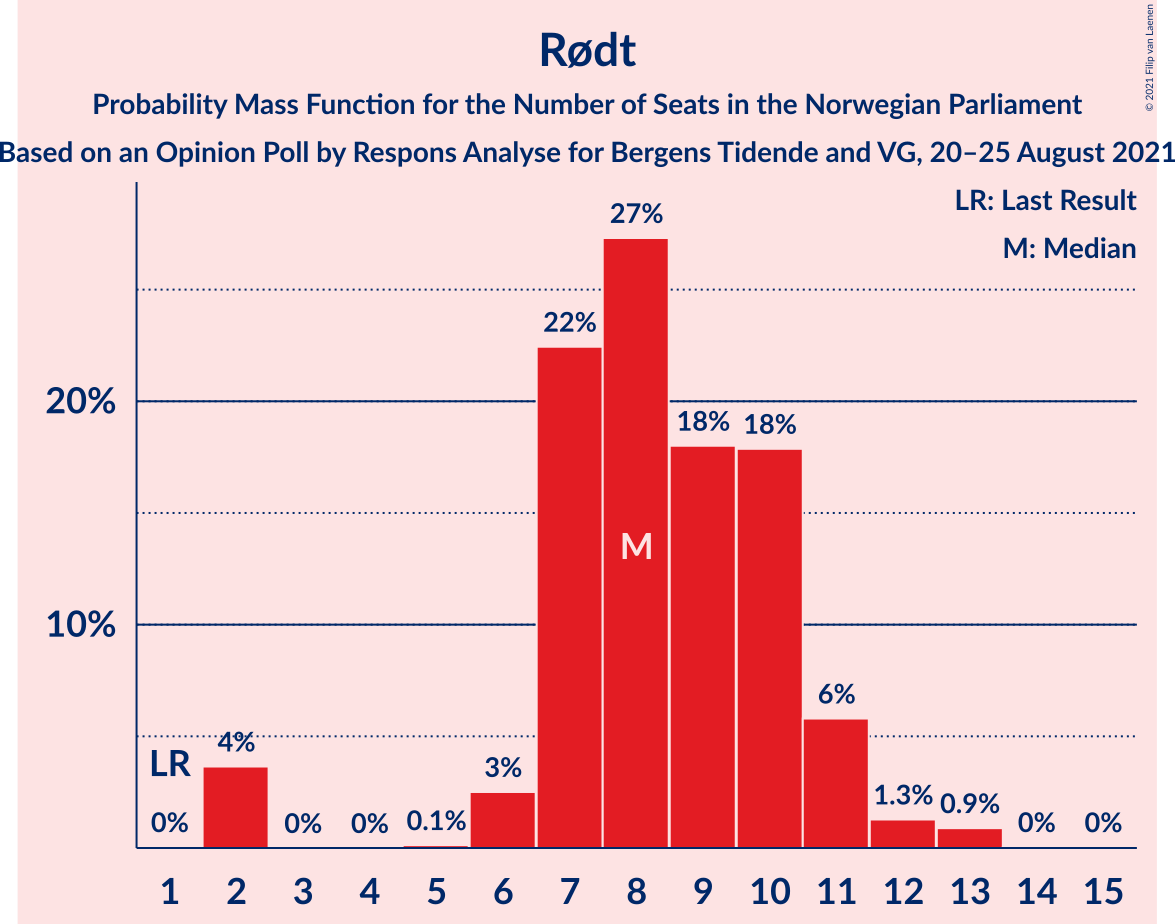 Rødt
Probability Mass Function for the Number of Seats in the Norwegian Parliament
Based on an Opinion Poll by Respons Analyse for Bergens Tidende and VG, 20–25 August 2021
© 2021 Filip van Laenen
LR: Last Result
M: Median
27%
22%
20%
18% 18%
M
10%
6%
4%
LR
3%
1.3% 0.9%
0% 0% 0% 0.1% 0% 0%
1 2 3 4 5 6 7 8 9 10 11 12 13 14 15